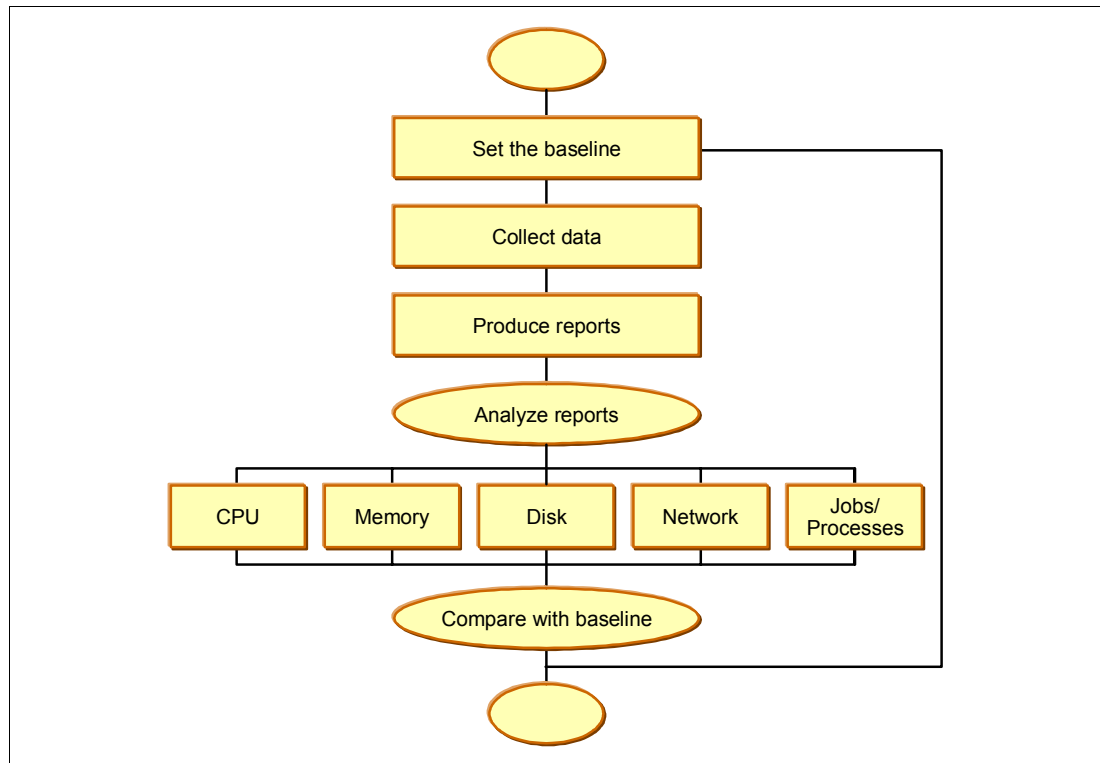 Set the baseline
Collect data
Produce reports
Analyze reports
CPU
Memory
Disk
Network
Jobs/
Processes
Compare with baseline